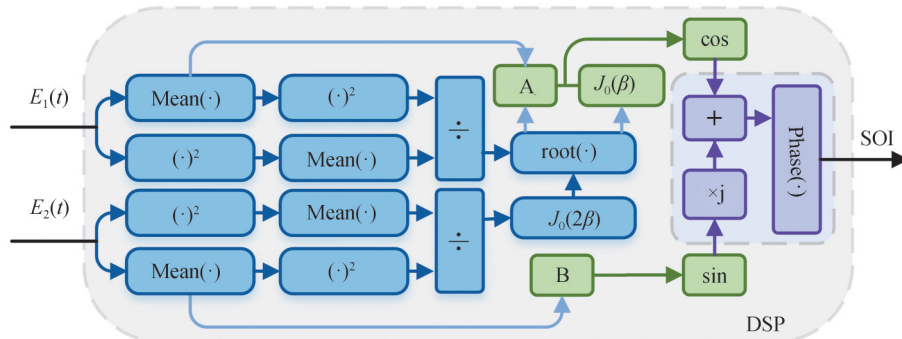 cos
A
J₀(β)
E₁(t)
Mean(·)
(·)²
÷
+
Phase(·)
SOI
(·)²
Mean(·)
root(·)
E₂(t)
(·)²
Mean(·)
÷
J₀(2β)
×j
Mean(·)
(·)²
B
sin
DSP